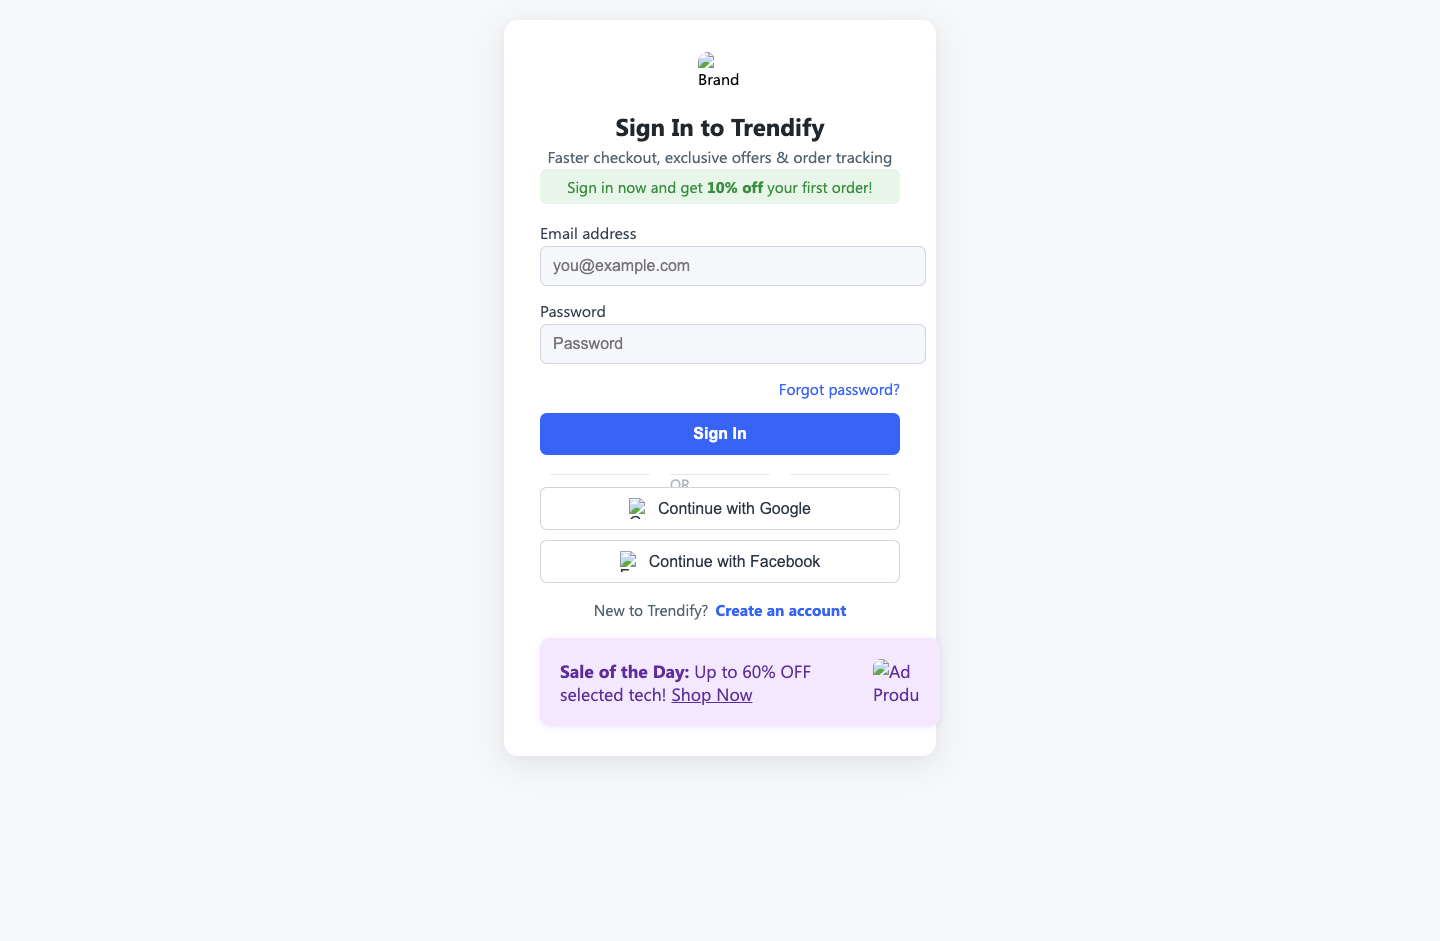 Brand
Sign In to Trendify
Faster checkout, exclusive offers & order tracking
Sign in now and get 10% off your first order!
Email address
you@example.com
Password
Password
Forgot password?
Sign In
OR
Continue with Google
Continue with Facebook
New to Trendify? Create an account
Sale of the Day: Up to 60% OFF
selected tech! Shop Now
Ad
Produ